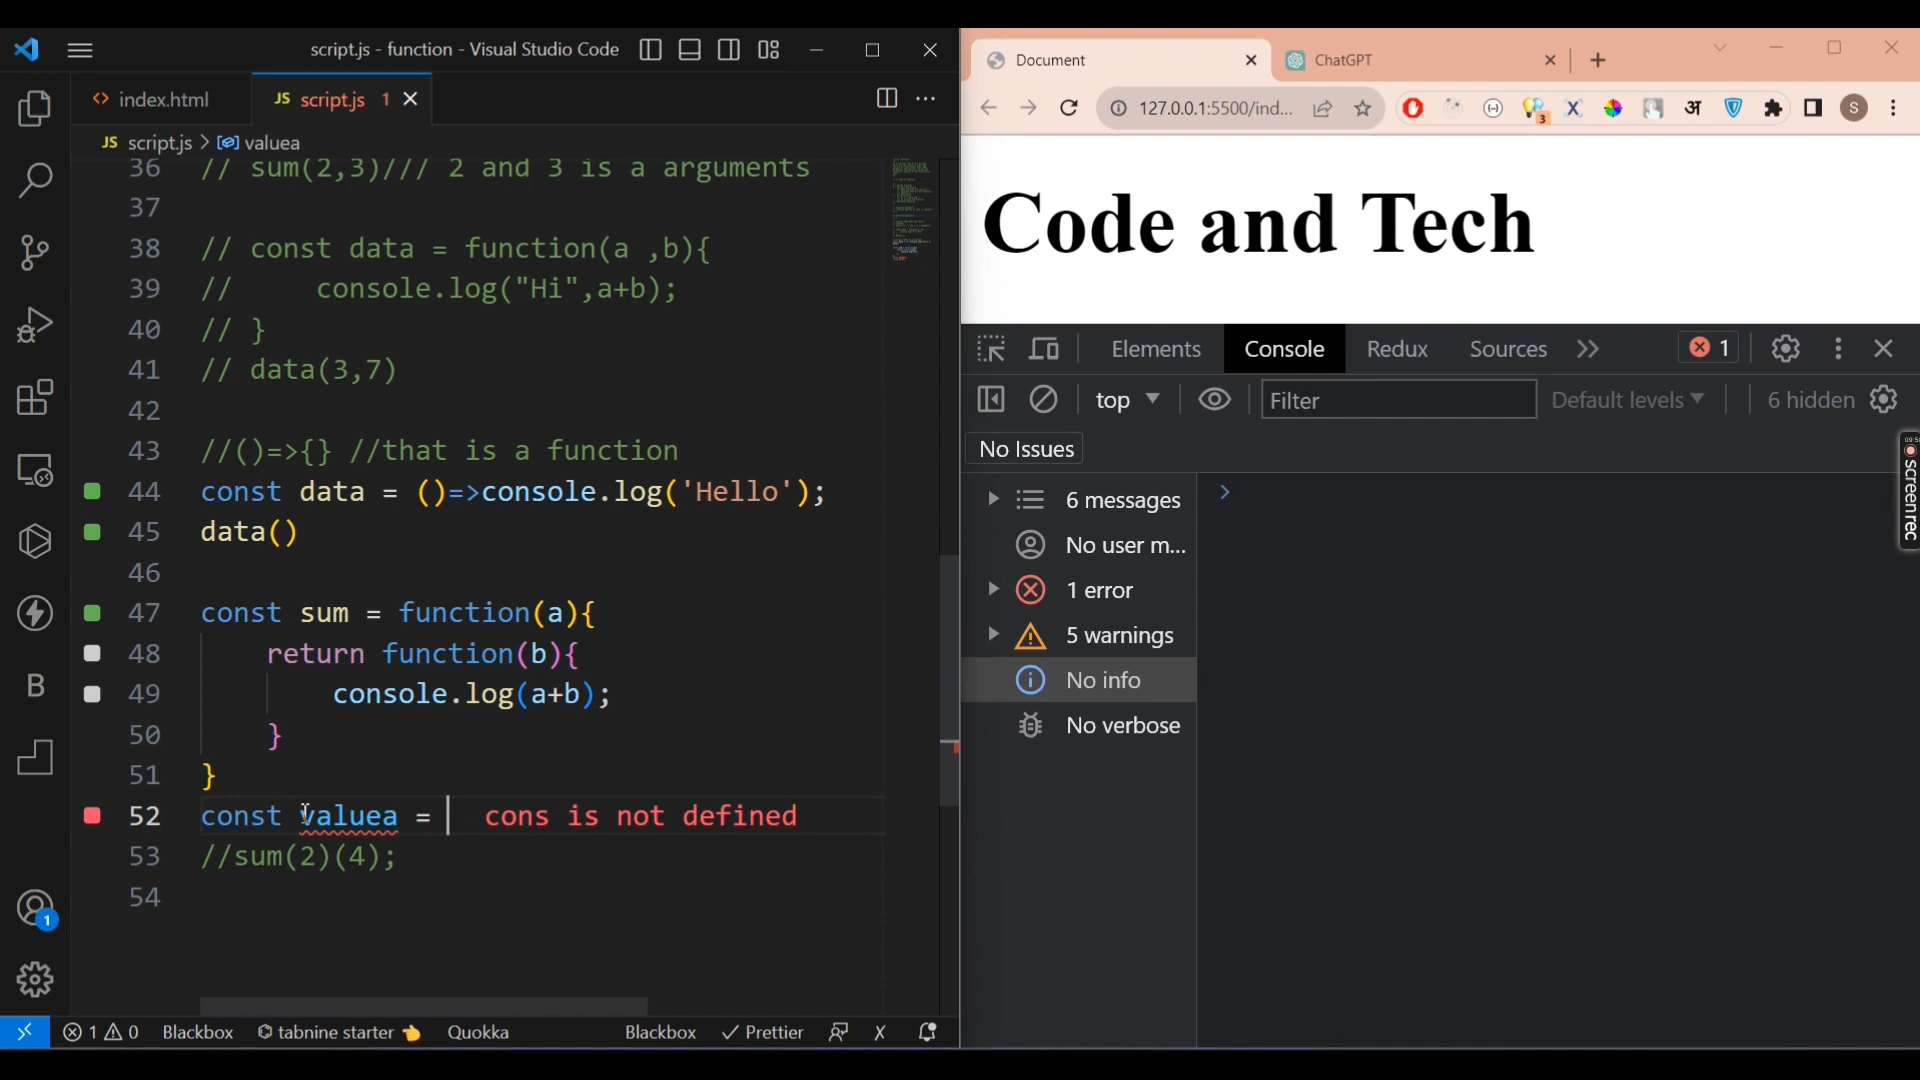 script.js - function - Visual Studio Code
index.html
JS script.js 1
JS script.js > valuea
36 // sum(2,3)/// 2 and 3 is a arguments
37
38 // const data = function(a ,b){
39 //     console.log("Hi",a+b);
40 // }
41 // data(3,7)
42
43 //()=>{} //that is a function
44 const data = ()=>console.log('Hello');
45 data()
46
47 const sum = function(a){
48     return function(b){
49         console.log(a+b);
50     }
51 }
52 const valuea = cons is not defined
53 //sum(2)(4);
54
B
1
1 0 Blackbox tabnine starter Quokka Blackbox Prettier
Document
ChatGPT
127.0.0.1:5500/ind...
3
अ
S
Code and Tech
Elements Console Redux Sources 1
top Filter Default levels 6 hidden
No Issues
6 messages
No user m...
1 error
5 warnings
No info
No verbose
screenrec